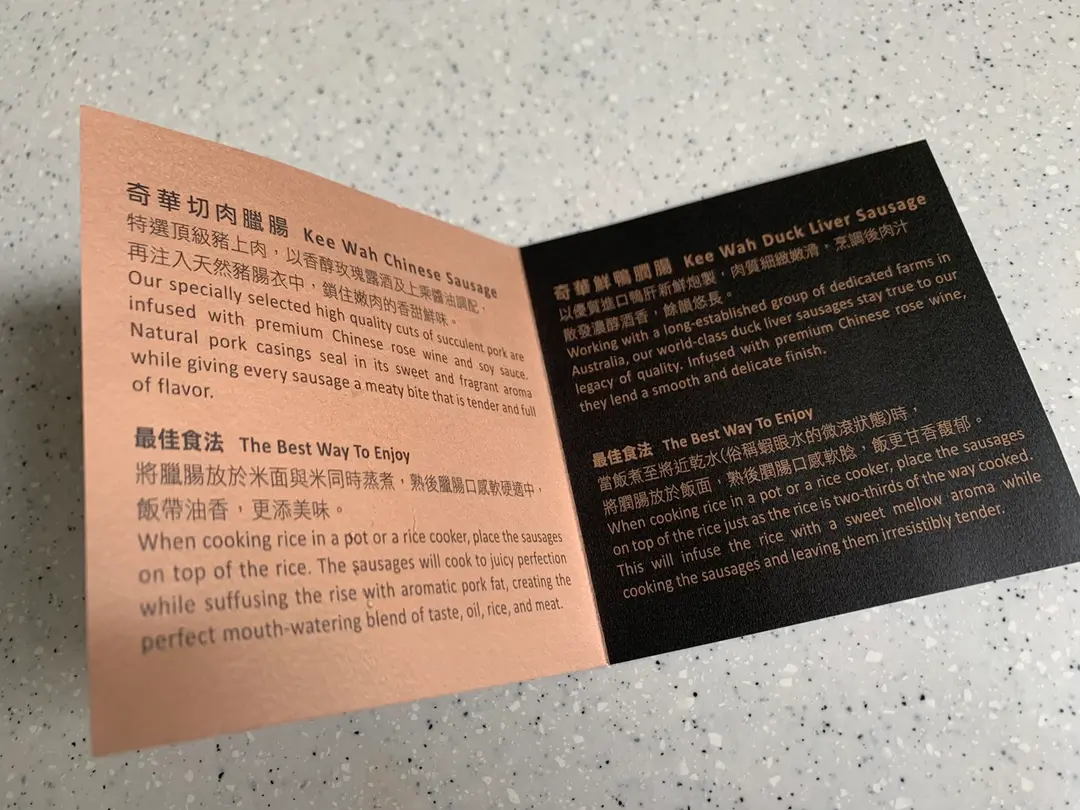 奇華切肉臘腸 Kee Wah Chinese Sausage
特選頂級豬上肉，以香醇玫瑰露酒及上乘醬油調配，
再注入天然豬腸衣中，鎖住嫩肉的香甜鮮味。
Our specially selected high quality cuts of succulent pork are
infused with premium Chinese rose wine and soy sauce.
Natural pork casings seal in its sweet and fragrant aroma
while giving every sausage a meaty bite that is tender and full
of flavor.
最佳食法 The Best Way To Enjoy
將臘腸放於米面與米同時蒸煮，熟後臘腸口感軟硬適中，
飯帶油香，更添美味。
When cooking rice in a pot or a rice cooker, place the sausages
on top of the rice. The sausages will cook to juicy perfection
while suffusing the rise with aromatic pork fat, creating the
perfect mouth-watering blend of taste, oil, rice, and meat.
奇華鮮鴨膶腸 Kee Wah Duck Liver Sausage
以優質進口鴨肝新鮮炮製，肉質細緻嫩滑，烹調後肉汁
散發濃醇酒香，餘韻悠長。
Working with a long-established group of dedicated farms in
Australia, our world-class duck liver sausages stay true to our
legacy of quality. Infused with premium Chinese rose wine,
they lend a smooth and delicate finish.
最佳食法 The Best Way To Enjoy
當飯煮至將近乾水(俗稱蝦眼水的微滾狀態)時，
將膶腸放於飯面，熟後膶腸口感軟腍，飯更甘香馥郁。
When cooking rice in a pot or a rice cooker, place the sausages
on top of the rice just as the rice is two-thirds of the way cooked.
This will infuse the rice with a sweet mellow aroma while
cooking the sausages and leaving them irresistibly tender.